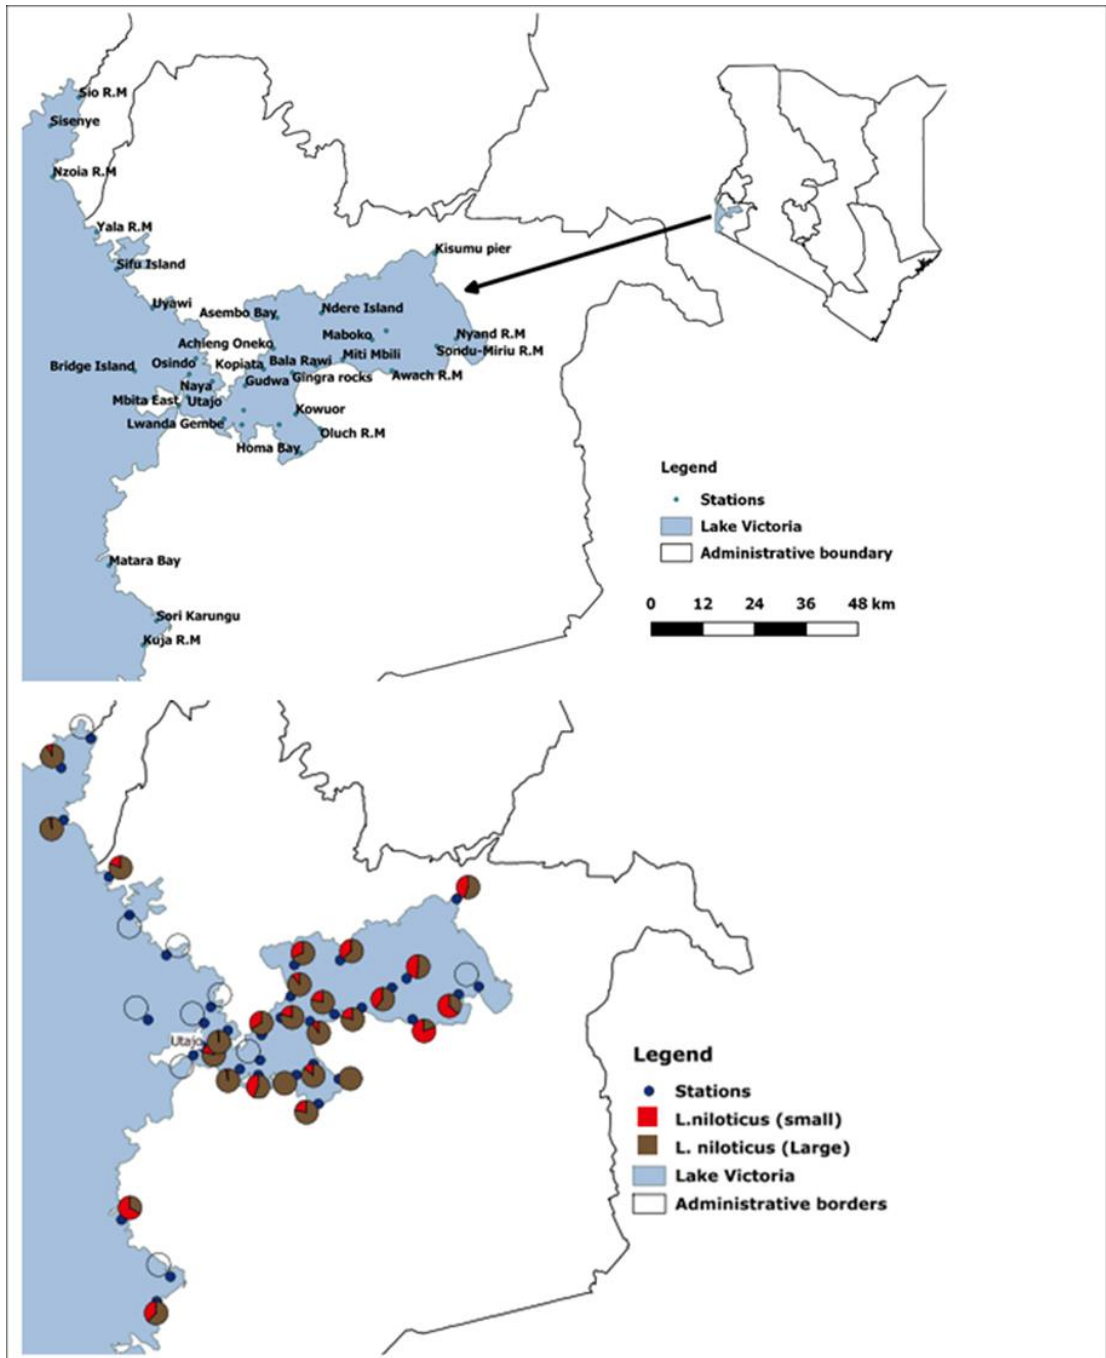 Sio R.M
Sisenye
Nzoia R.M
Yala R.M
Kisumu pier
Sifu Island
Uyawi
Asembo Bay
Ndere Island
Maboko
Nyand R.M
Achieng Oneko
Sondu-Miriu R.M
Bridge Island
Osindo
Kopiata
Bala Rawi
Miti Mbili
Naya
Gudwa
Gingra rocks
Awach R.M
Mbita East
Utajo
Lwanda Gembe
Kowuor
Oluch R.M
Homa Bay
Legend
Stations
Lake Victoria
Administrative boundary
Matara Bay
0 12 24 36 48 km
Sori Karungu
Kuja R.M
Utajo
Legend
Stations
L.niloticus (small)
L. niloticus (Large)
Lake Victoria
Administrative borders